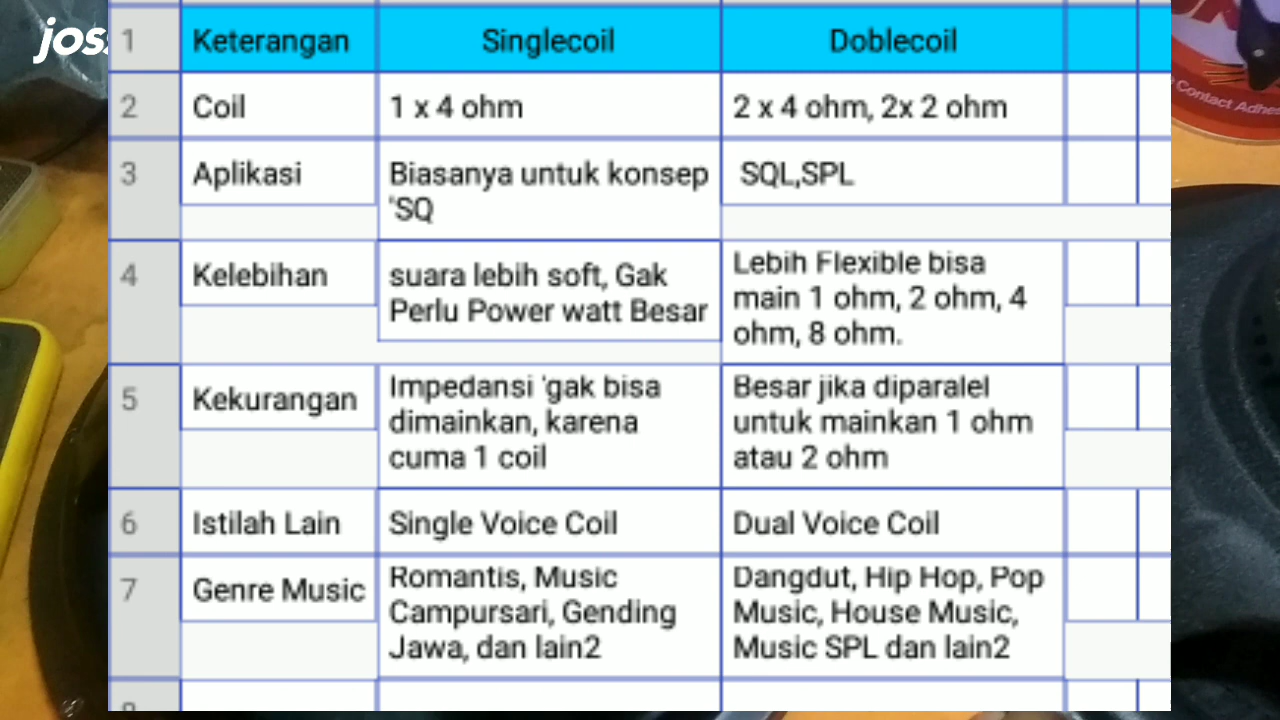 jos
1 Keterangan Singlecoil Doblecoil
2 Coil 1 x 4 ohm 2 x 4 ohm, 2x 2 ohm
3 Aplikasi Biasanya untuk konsep SQL,SPL
'SQ
4 Kelebihan suara lebih soft, Gak
Perlu Power watt Besar
Lebih Flexible bisa
main 1 ohm, 2 ohm, 4
ohm, 8 ohm.
5 Kekurangan Impedansi 'gak bisa
dimainkan, karena
cuma 1 coil
Besar jika diparalel
untuk mainkan 1 ohm
atau 2 ohm
6 Istilah Lain Single Voice Coil Dual Voice Coil
7 Genre Music Romantis, Music
Campursari, Gending
Jawa, dan lain2
Dangdut, Hip Hop, Pop
Music, House Music,
Music SPL dan lain2
8
Contact Adhes